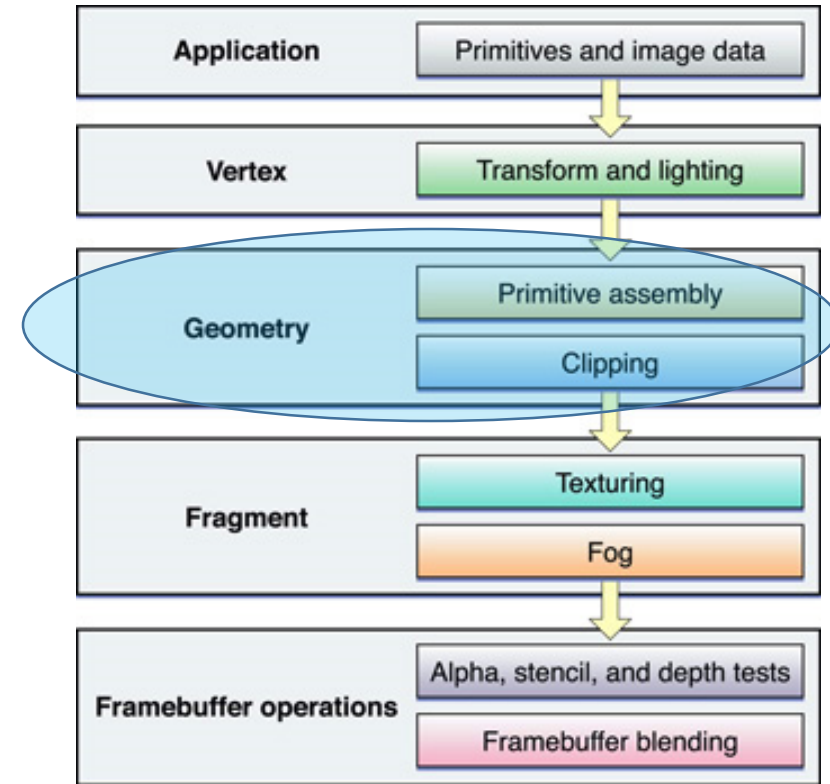 Application
Primitives and image data
Vertex
Transform and lighting
Geometry
Primitive assembly
Clipping
Fragment
Texturing
Fog
Framebuffer operations
Alpha, stencil, and depth tests
Framebuffer blending